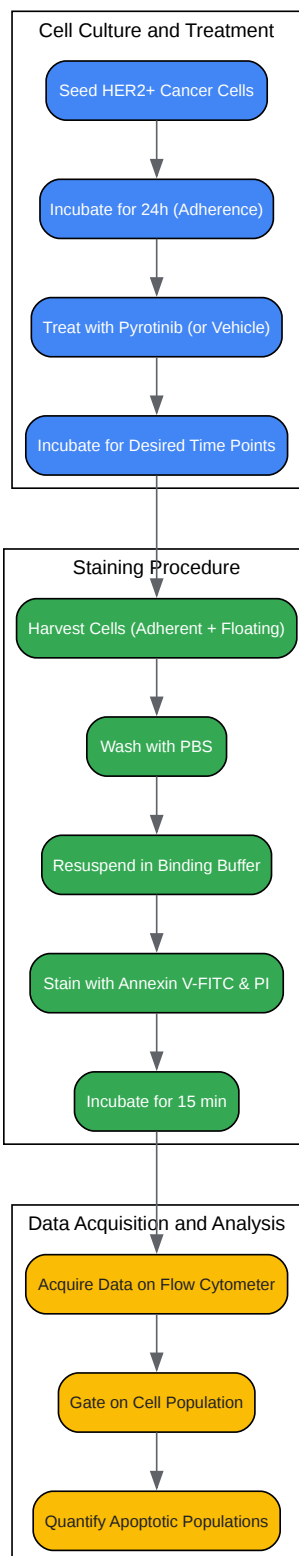 Cell Culture and Treatment
Seed HER2+ Cancer Cells
Incubate for 24h (Adherence)
Treat with Pyrotinib (or Vehicle)
Incubate for Desired Time Points
Staining Procedure
Harvest Cells (Adherent + Floating)
Wash with PBS
Resuspend in Binding Buffer
Stain with Annexin V-FITC & PI
Incubate for 15 min
Data Acquisition and Analysis
Acquire Data on Flow Cytometer
Gate on Cell Population
Quantify Apoptotic Populations